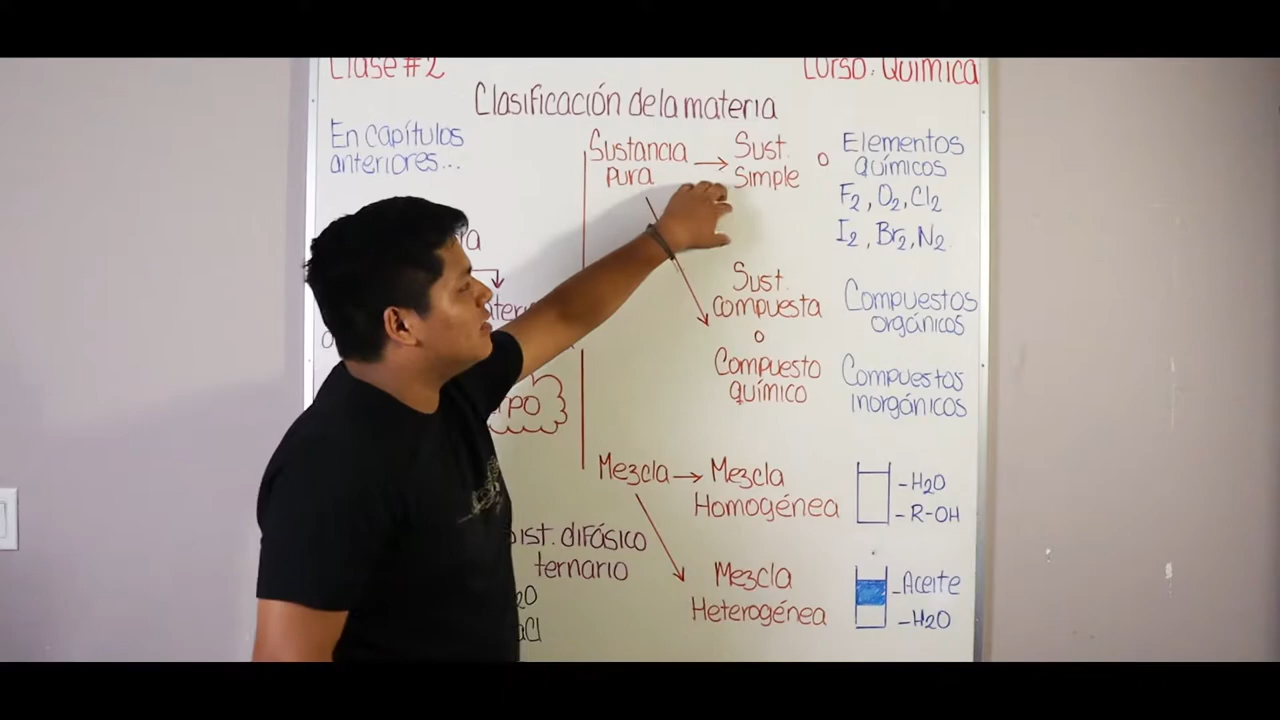 Clase #2
Curso: Química
Clasificación de la materia
En capítulos
anteriores...
Sustancia
pura
Sust.
Simple
o
Elementos
químicos
F2, O2, Cl2
I2, Br2, N2
Sust.
compuesta
o
Compuesto
químico
Compuestos
orgánicos
Compuestos
inorgánicos
Mezcla
Mezcla
Homogénea
-H2O
-R-OH
Mezcla
Heterogénea
-Aceite
-H2O
difásico
ternario